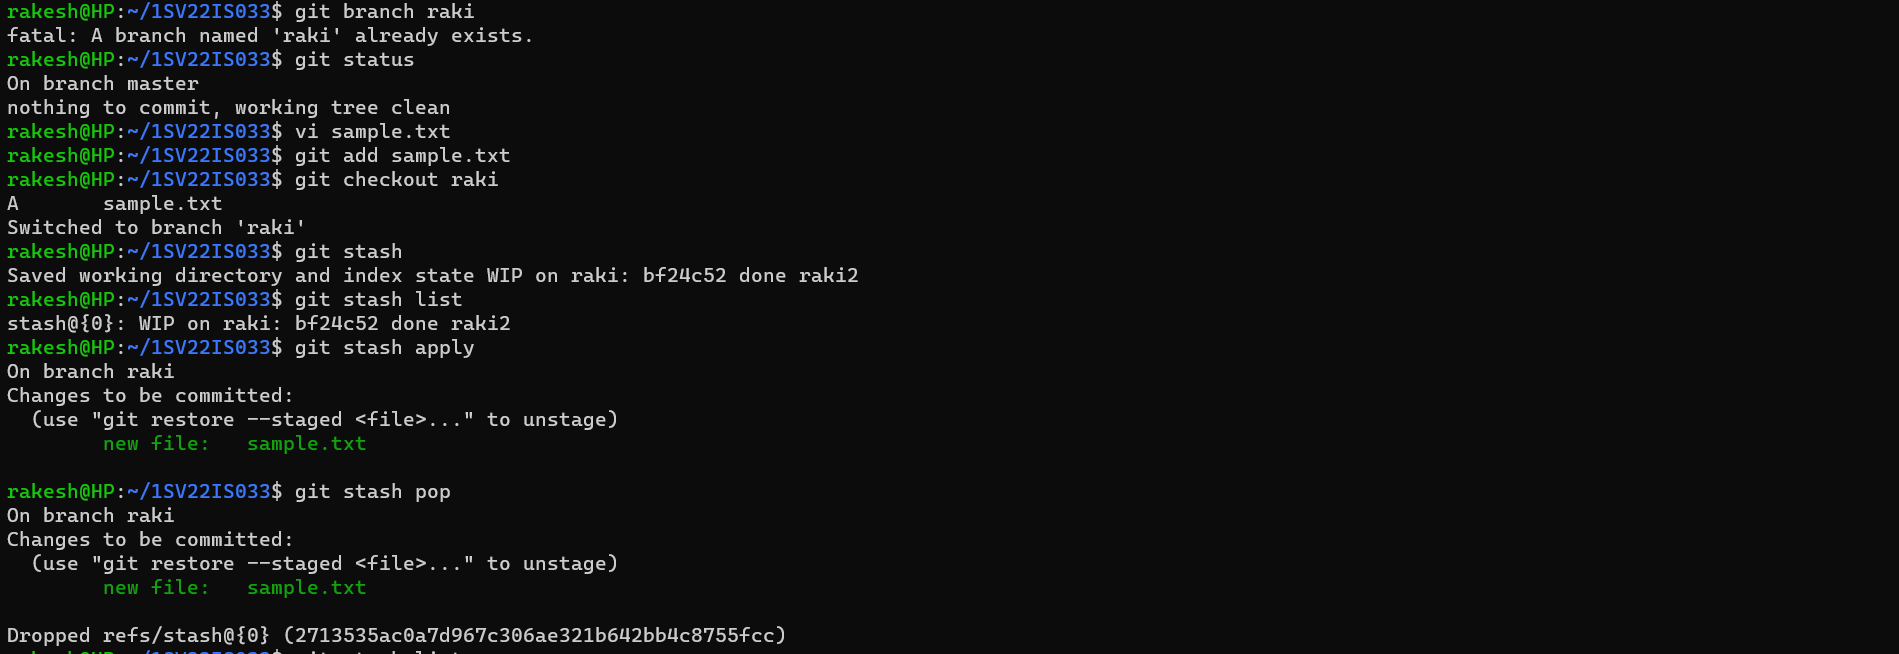 rakesh@HP:~/1SV22IS033$ git branch raki
fatal: A branch named 'raki' already exists.
rakesh@HP:~/1SV22IS033$ git status
On branch master
nothing to commit, working tree clean
rakesh@HP:~/1SV22IS033$ vi sample.txt
rakesh@HP:~/1SV22IS033$ git add sample.txt
rakesh@HP:~/1SV22IS033$ git checkout raki
A       sample.txt
Switched to branch 'raki'
rakesh@HP:~/1SV22IS033$ git stash
Saved working directory and index state WIP on raki: bf24c52 done raki2
rakesh@HP:~/1SV22IS033$ git stash list
stash@{0}: WIP on raki: bf24c52 done raki2
rakesh@HP:~/1SV22IS033$ git stash apply
On branch raki
Changes to be committed:
  (use "git restore --staged <file>..." to unstage)
        new file:   sample.txt
rakesh@HP:~/1SV22IS033$ git stash pop
On branch raki
Changes to be committed:
  (use "git restore --staged <file>..." to unstage)
        new file:   sample.txt
Dropped refs/stash@{0} (2713535ac0a7d967c306ae321b642bb4c8755fcc)